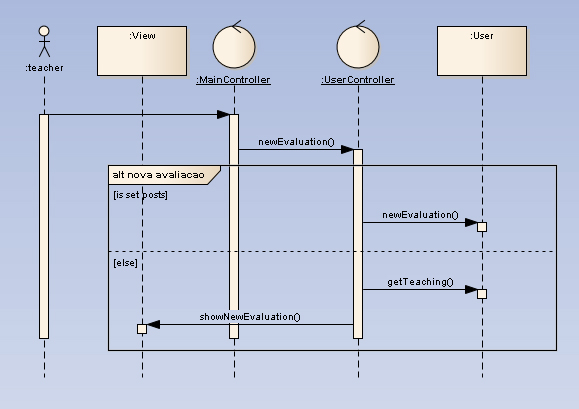 :View
:User
:teacher
:MainController
:UserController
newEvaluation()
alt nova avaliacao
[is set posts]
newEvaluation()
[else]
getTeaching()
showNewEvaluation()